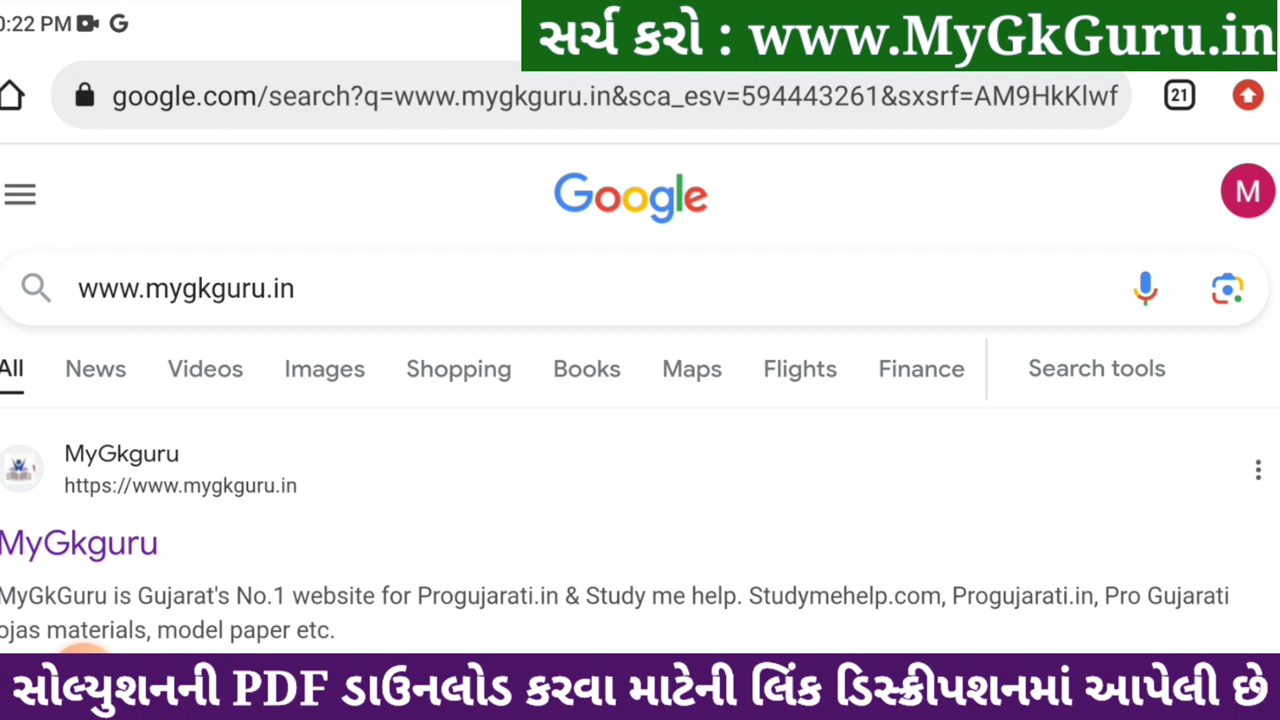 0:22 PM
સર્ચ કરો : www.MyGkGuru.in
google.com/search?q=www.mygkguru.in&sca_esv=594443261&sxsrf=AM9HkKlwf
21
Google
M
www.mygkguru.in
All News Videos Images Shopping Books Maps Flights Finance Search tools
MyGkguru
https://www.mygkguru.in
MyGkguru
MyGkGuru is Gujarat's No.1 website for Progujarati.in & Study me help. Studymehelp.com, Progujarati.in, Pro Gujarati
ojas materials, model paper etc.
સોલ્યુશનની PDF ડાઉનલોડ કરવા માટેની લિંક ડિસ્ક્રીપશનમાં આપેલી છે